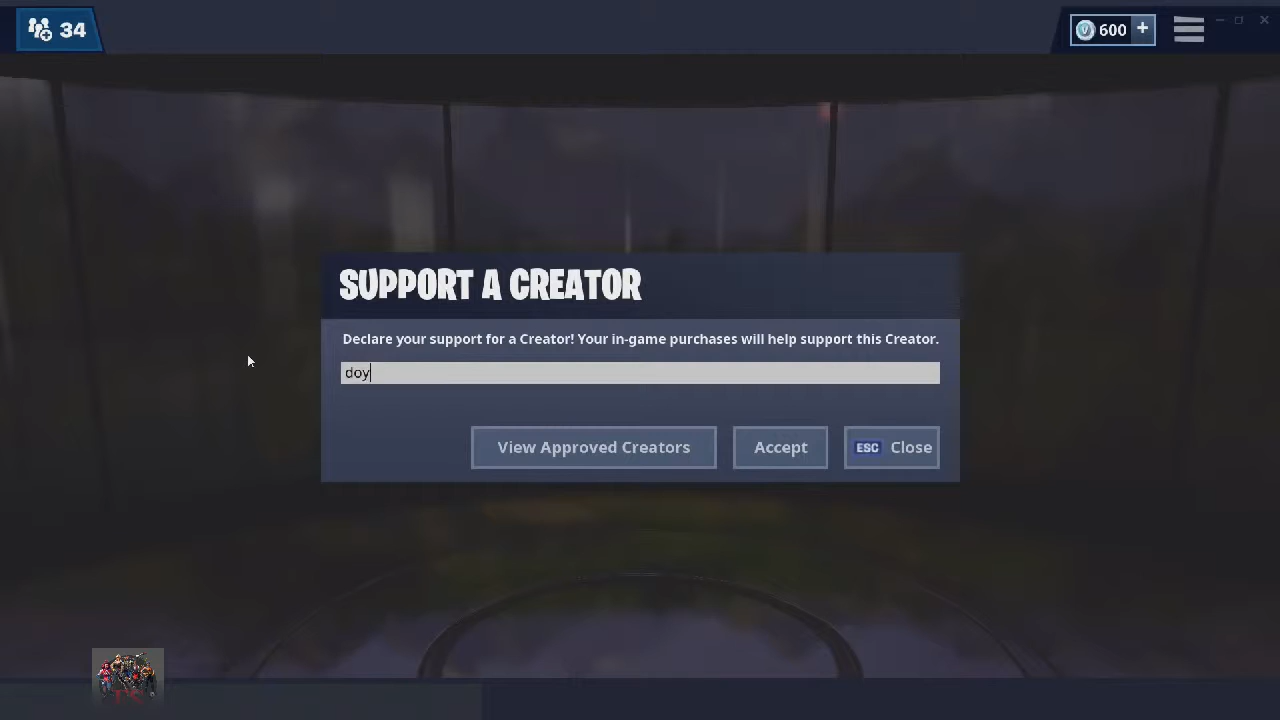 34
600 +
SUPPORT A CREATOR
Declare your support for a Creator! Your in-game purchases will help support this Creator.
doy
View Approved Creators
Accept
ESC Close